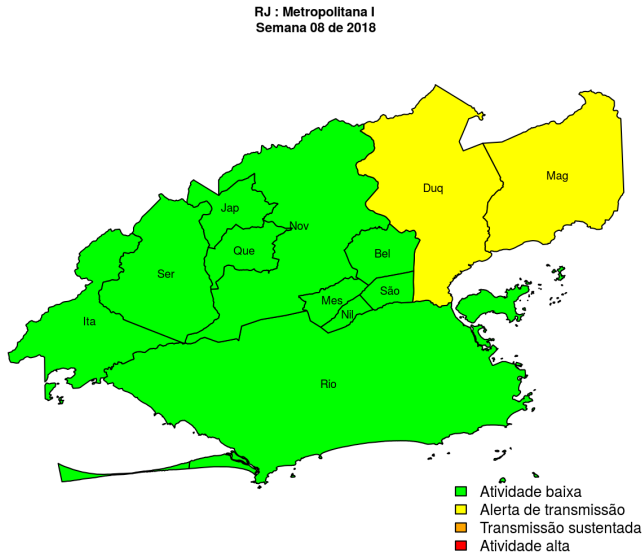 RJ : Metropolitana I
Semana 08 de 2018
Mag
Duq
Jap
Nov
Que
Bel
Ser
São
Mes
Nil
Ita
Rio
Atividade baixa
Alerta de transmissão
Transmissão sustentada
Atividade alta